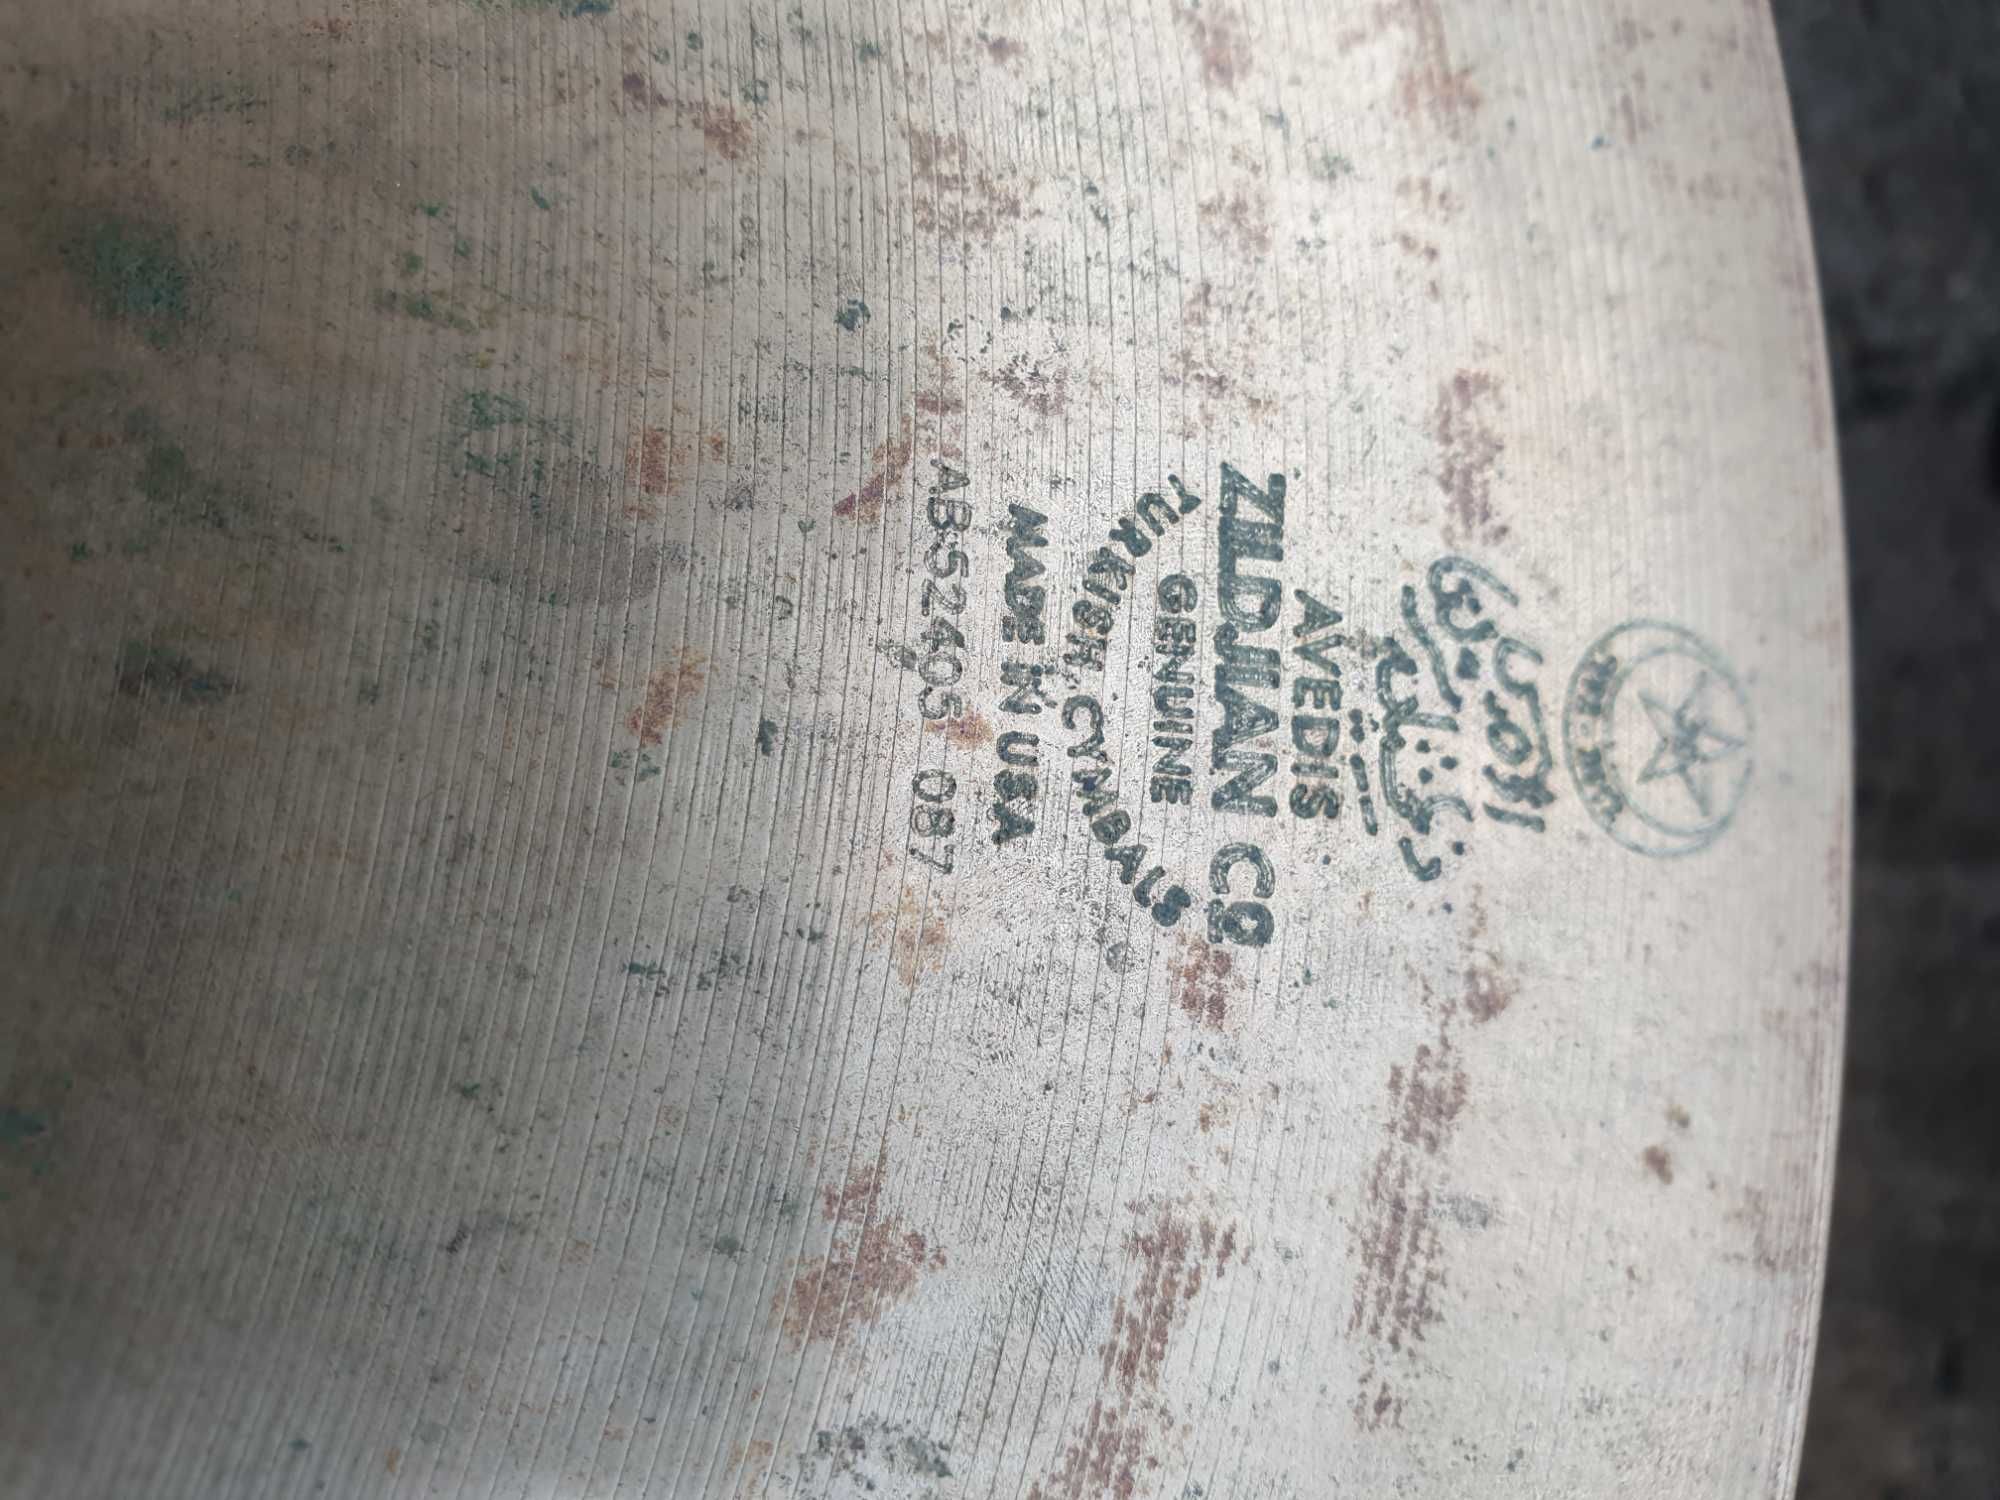 AVEDIS
ZILDJIAN CO
GENUINE
TURKISH CYMBALS
MADE IN USA
AB52405 087